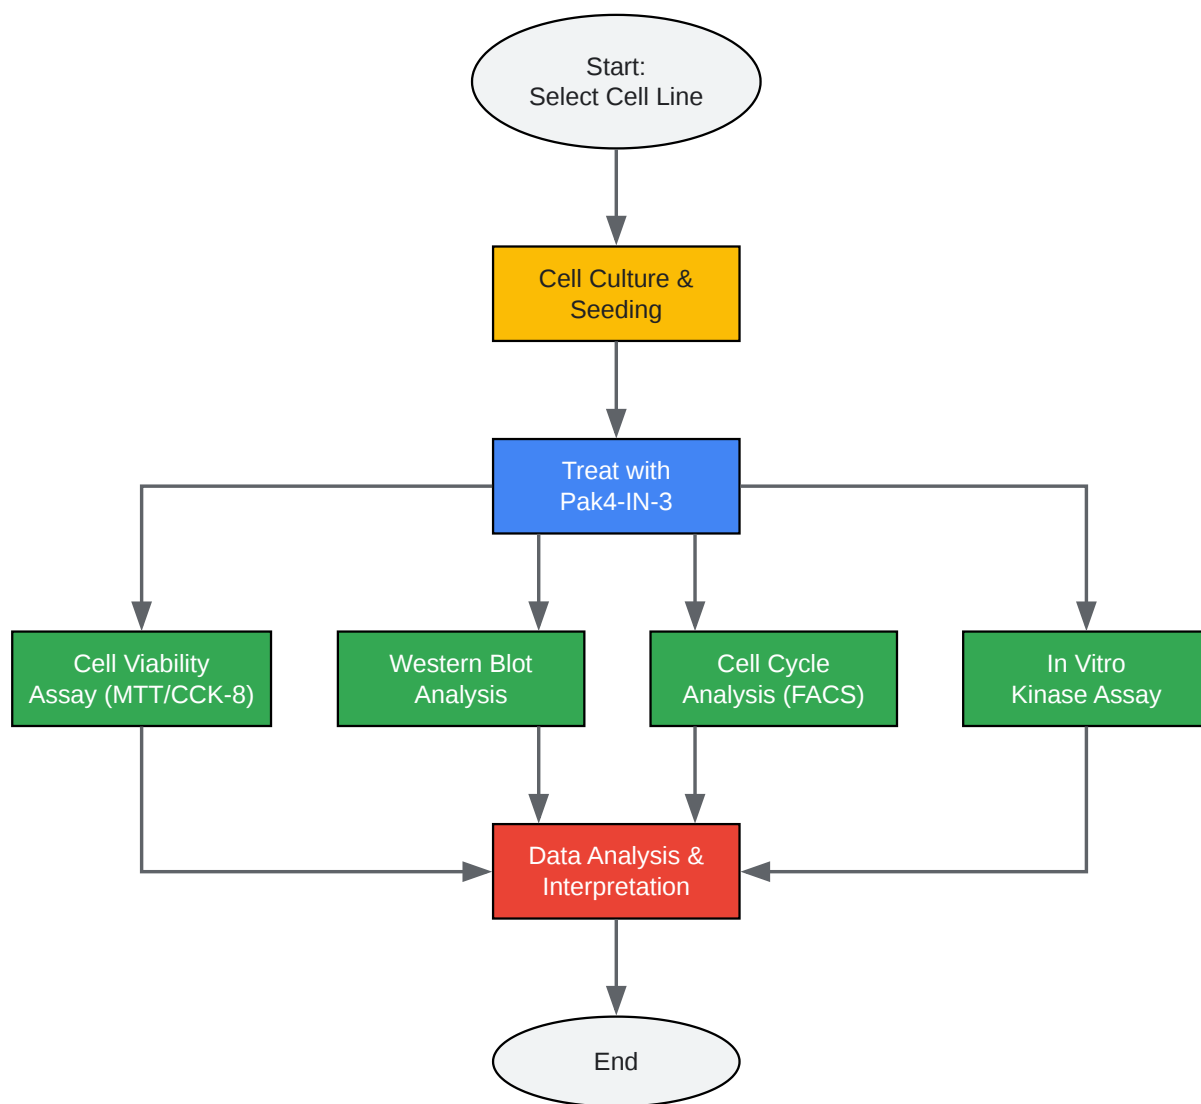 Start:
Select Cell Line
Cell Culture &
Seeding
Treat with
Pak4-IN-3
Cell Viability
Assay (MTT/CCK-8)
Western Blot
Analysis
Cell Cycle
Analysis (FACS)
In Vitro
Kinase Assay
Data Analysis &
Interpretation
End